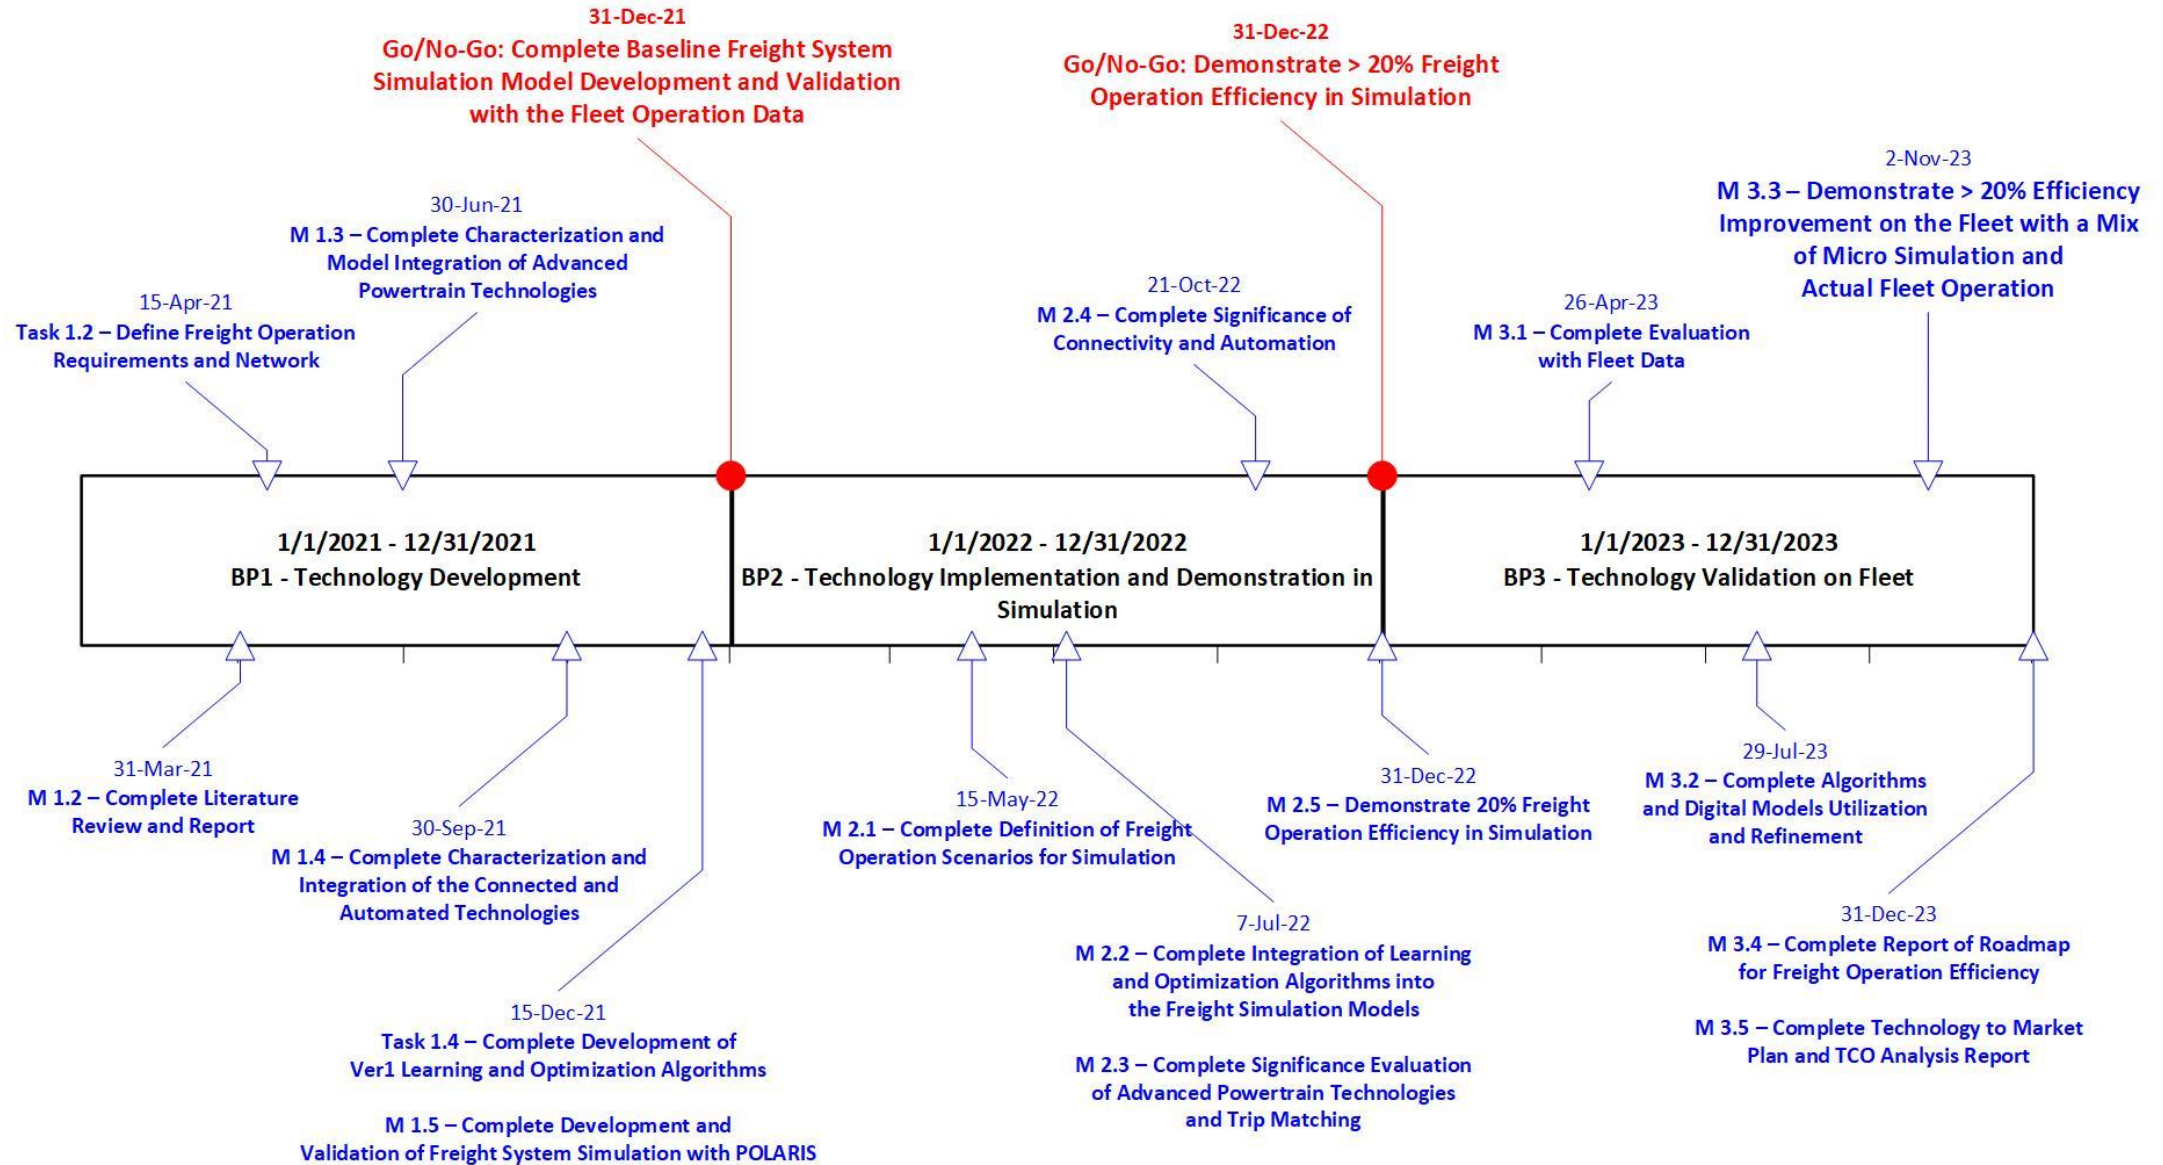 31-Dec-21
Go/No-Go: Complete Baseline Freight System
Simulation Model Development and Validation
with the Fleet Operation Data
31-Dec-22
Go/No-Go: Demonstrate > 20% Freight
Operation Efficiency in Simulation
2-Nov-23
M 3.3 – Demonstrate > 20% Efficiency
Improvement on the Fleet with a Mix
of Micro Simulation and
Actual Fleet Operation
30-Jun-21
M 1.3 – Complete Characterization and
Model Integration of Advanced
Powertrain Technologies
15-Apr-21
Task 1.2 – Define Freight Operation
Requirements and Network
21-Oct-22
M 2.4 – Complete Significance of
Connectivity and Automation
26-Apr-23
M 3.1 – Complete Evaluation
with Fleet Data
1/1/2021 - 12/31/2021
BP1 - Technology Development
1/1/2022 - 12/31/2022
BP2 - Technology Implementation and Demonstration in
Simulation
1/1/2023 - 12/31/2023
BP3 - Technology Validation on Fleet
31-Mar-21
M 1.2 – Complete Literature
Review and Report
30-Sep-21
M 1.4 – Complete Characterization and
Integration of the Connected and
Automated Technologies
15-Dec-21
Task 1.4 – Complete Development of
Ver1 Learning and Optimization Algorithms
M 1.5 – Complete Development and
Validation of Freight System Simulation with POLARIS
15-May-22
M 2.1 – Complete Definition of Freight
Operation Scenarios for Simulation
7-Jul-22
M 2.2 – Complete Integration of Learning
and Optimization Algorithms into
the Freight Simulation Models
M 2.3 – Complete Significance Evaluation
of Advanced Powertrain Technologies
and Trip Matching
31-Dec-22
M 2.5 – Demonstrate 20% Freight
Operation Efficiency in Simulation
29-Jul-23
M 3.2 – Complete Algorithms
and Digital Models Utilization
and Refinement
31-Dec-23
M 3.4 – Complete Report of Roadmap
for Freight Operation Efficiency
M 3.5 – Complete Technology to Market
Plan and TCO Analysis Report